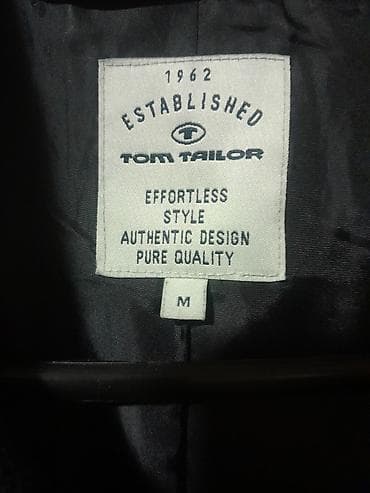 1962
ESTABLISHED
T
TOM TAILOR
EFFORTLESS
STYLE
AUTHENTIC DESIGN
PURE QUALITY
M